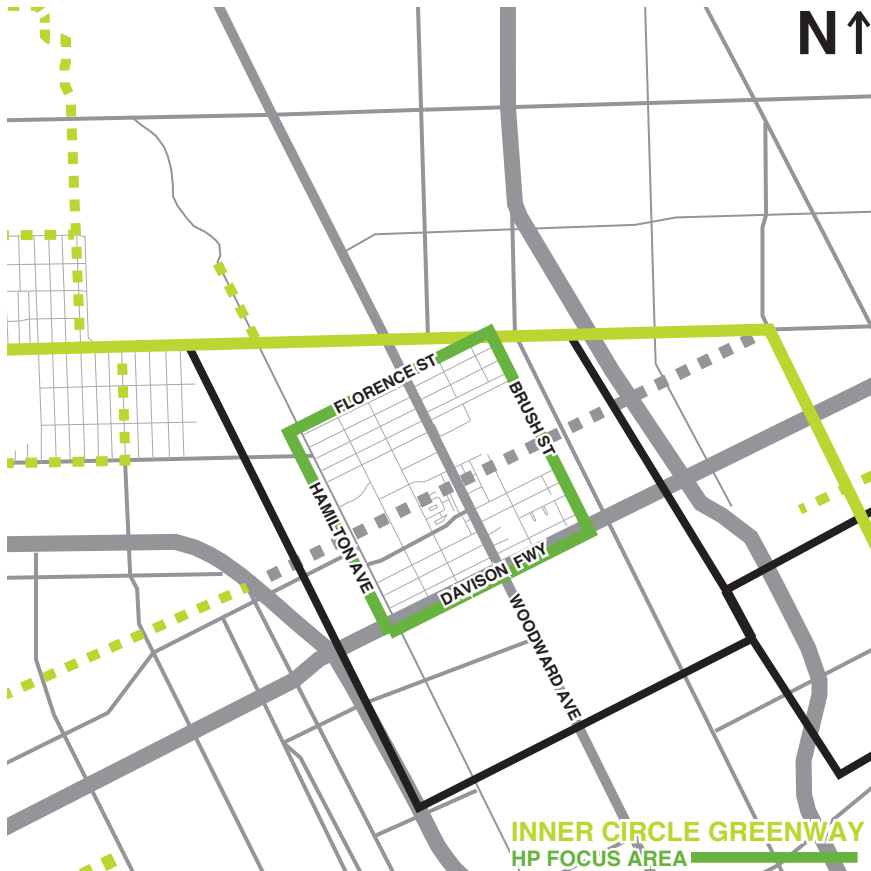 N↑
FLORENCE ST
BRUSH ST
HAMILTON AVE
DAVISON FWY
WOODWARD AVE
INNER CIRCLE GREENWAY
HP FOCUS AREA